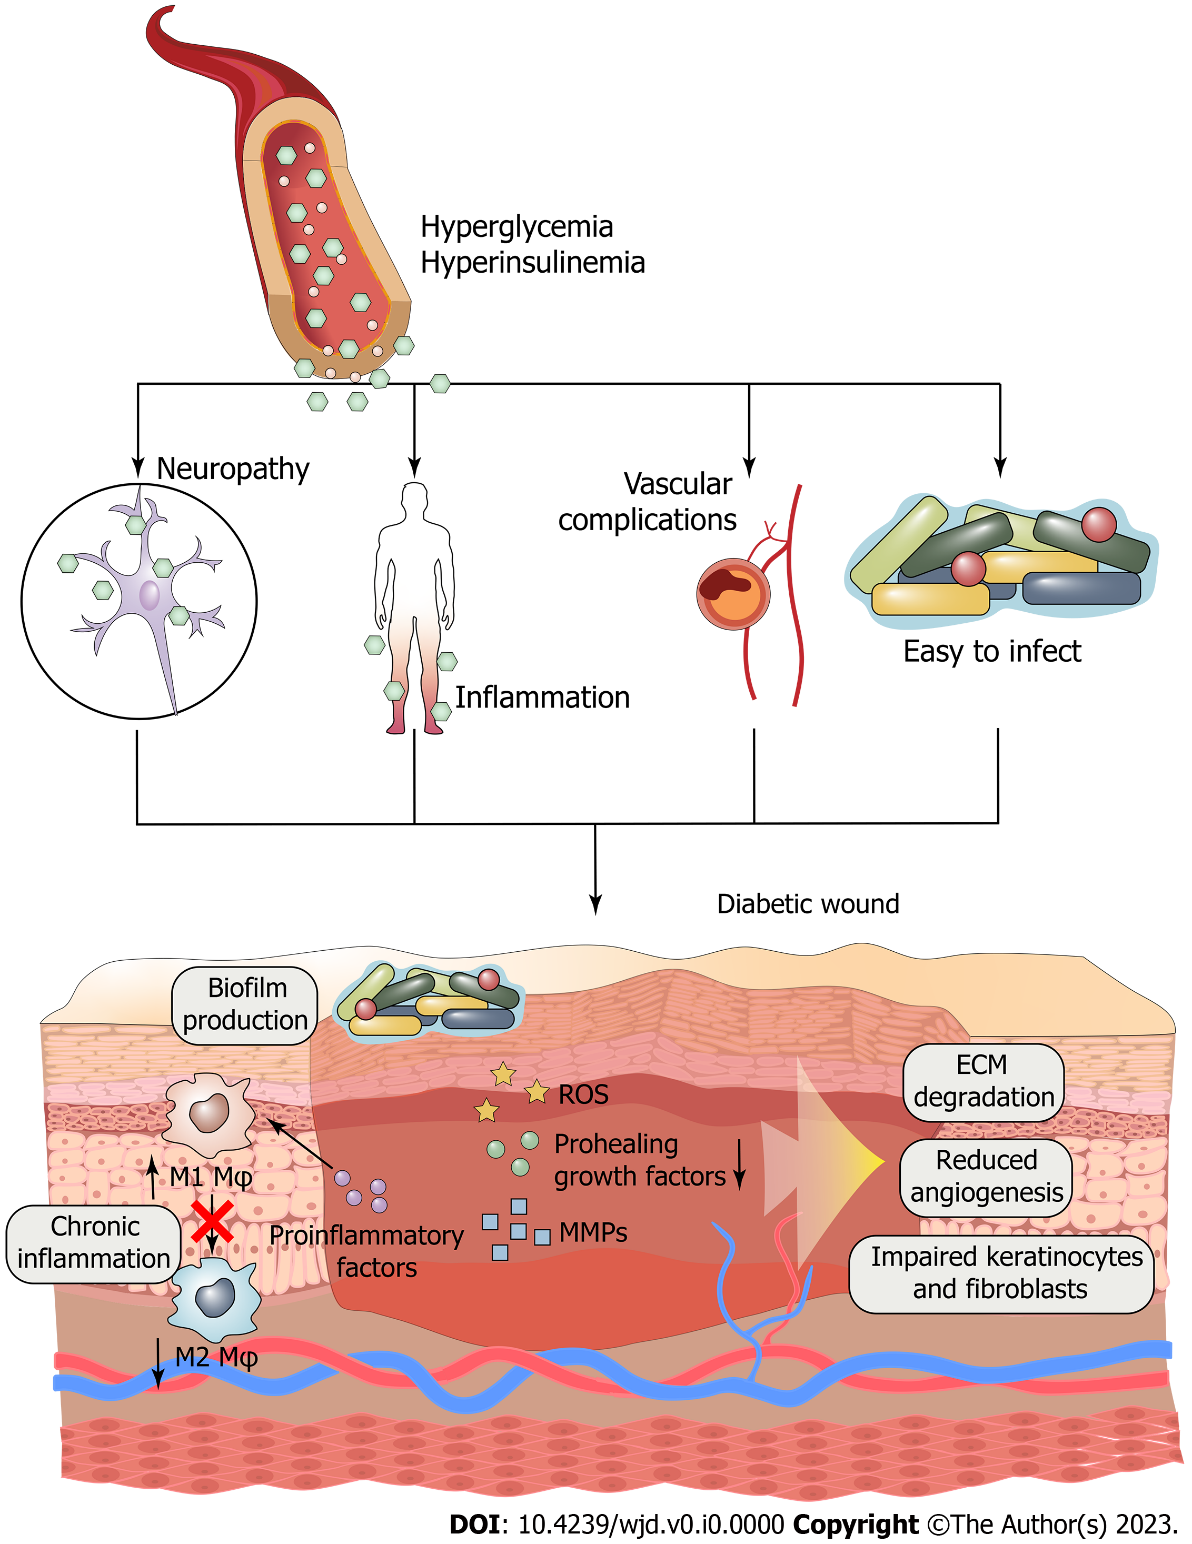 Hyperglycemia
Hyperinsulinemia
Neuropathy
Inflammation
Vascular
complications
Easy to infect
Diabetic wound
Biofilm
production
ROS
Prohealing
growth factors
MMPs
Proinflammatory
factors
M1 Mφ
Chronic
inflammation
M2 Mφ
ECM
degradation
Reduced
angiogenesis
Impaired keratinocytes
and fibroblasts
DOI: 10.4239/wjd.v0.i0.0000 Copyright ©The Author(s) 2023.